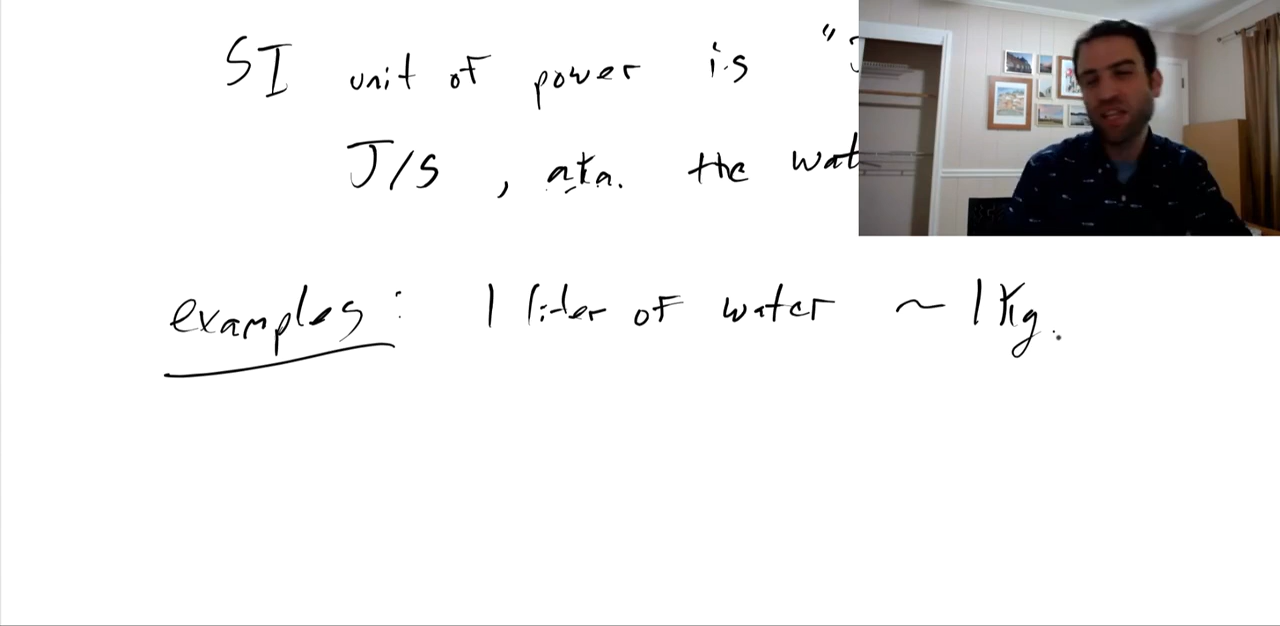 SI unit of power is "J
J/s, aka. the wat
examples: 1 liter of water ~ 1 Kg.